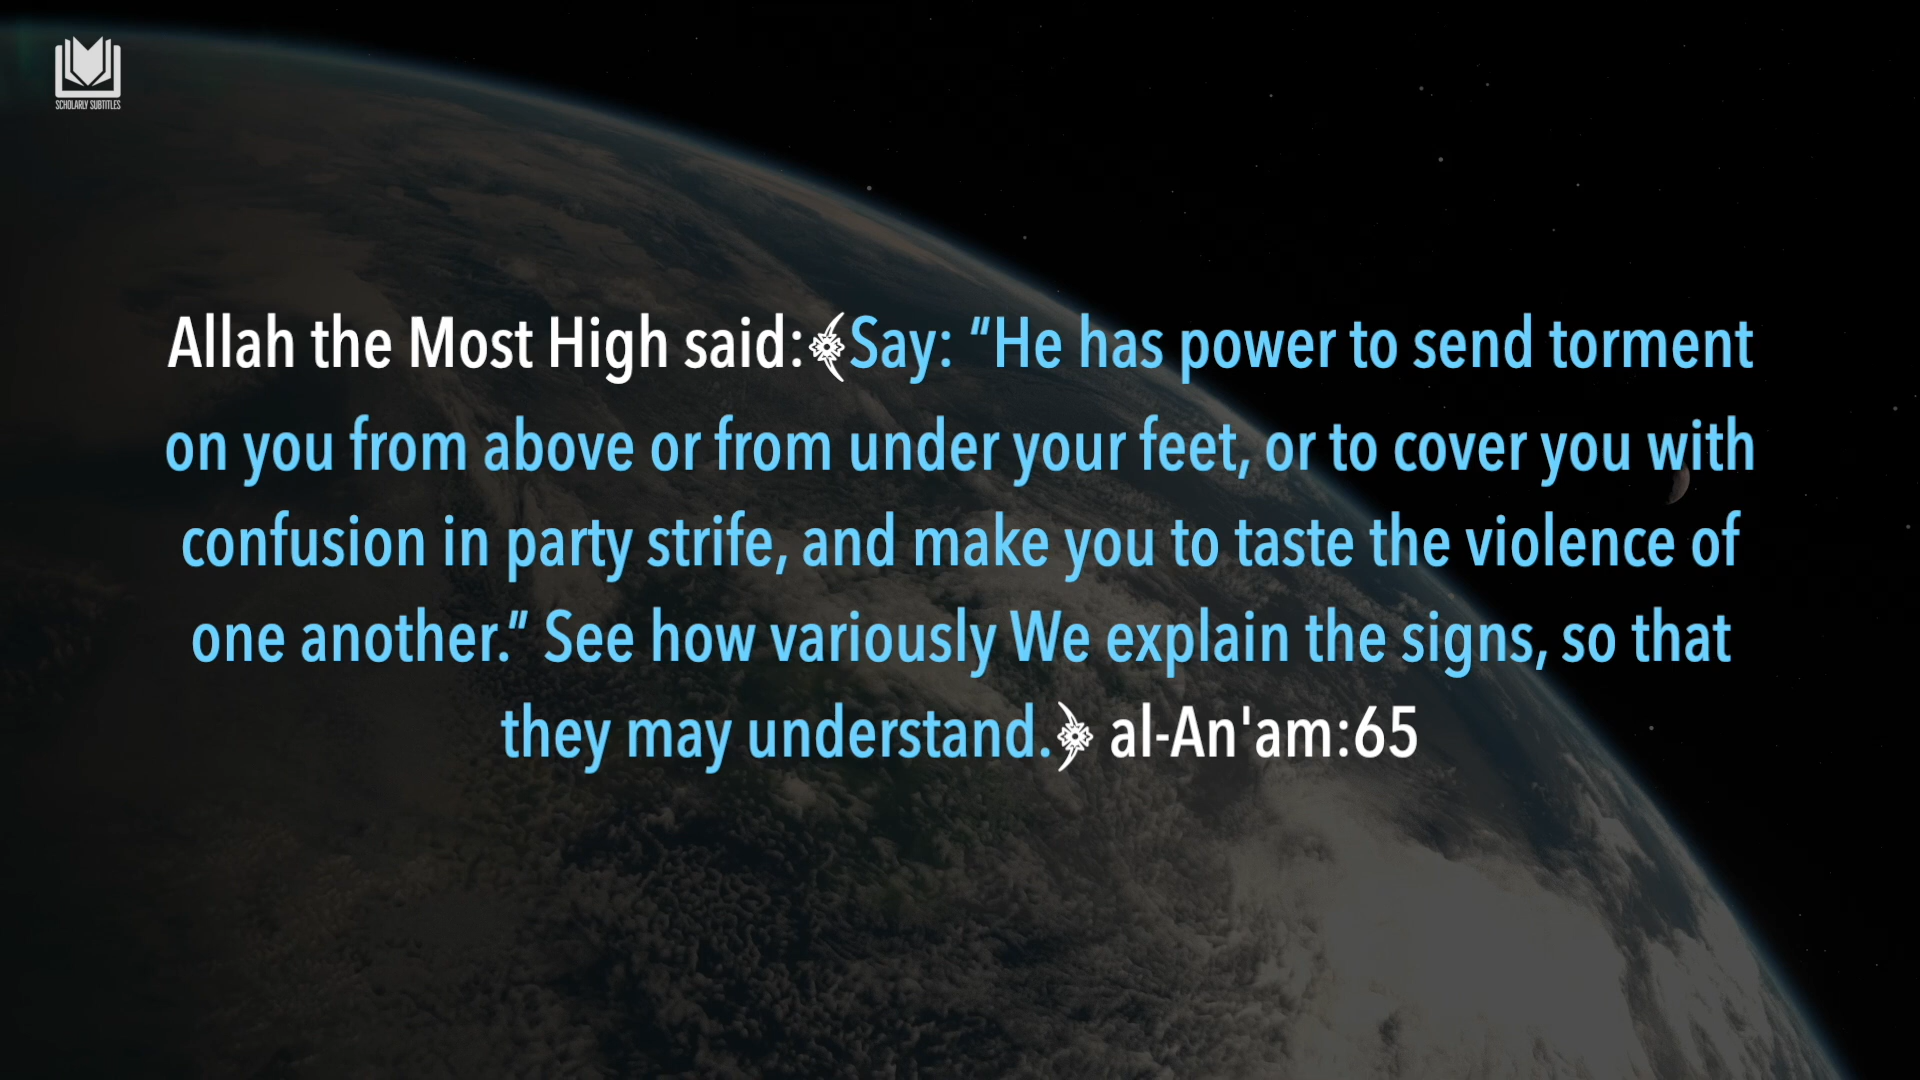 SCHOLARLY SUBTITLES
Allah the Most High said:﴾Say: “He has power to send torment
on you from above or from under your feet, or to cover you with
confusion in party strife, and make you to taste the violence of
one another.” See how variously We explain the signs, so that
they may understand.﴿ al-An'am:65